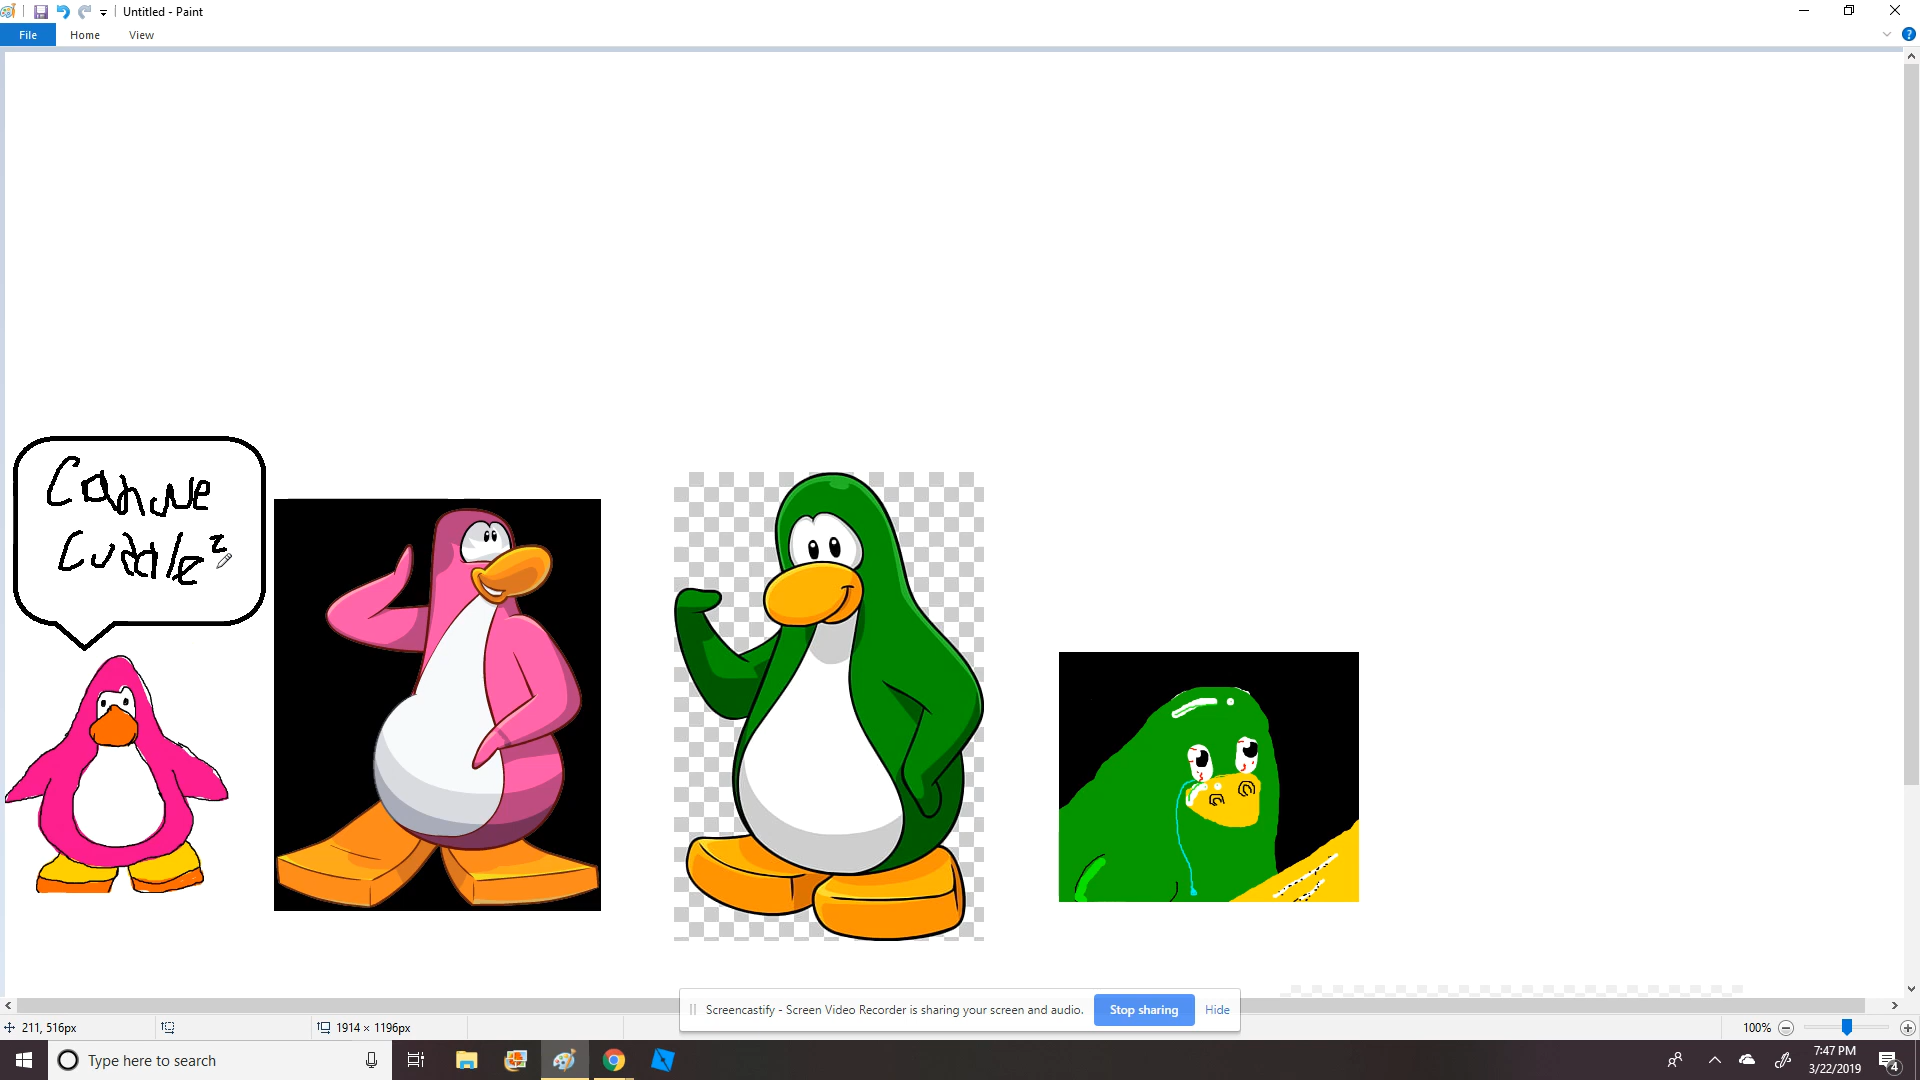 Untitled - Paint
File Home View
Cuddle
Screencastify - Screen Video Recorder is sharing your screen and audio. Stop sharing Hide
211, 516px 1914 × 1196px 100%
Type here to search 7:47 PM
3/22/2019 4